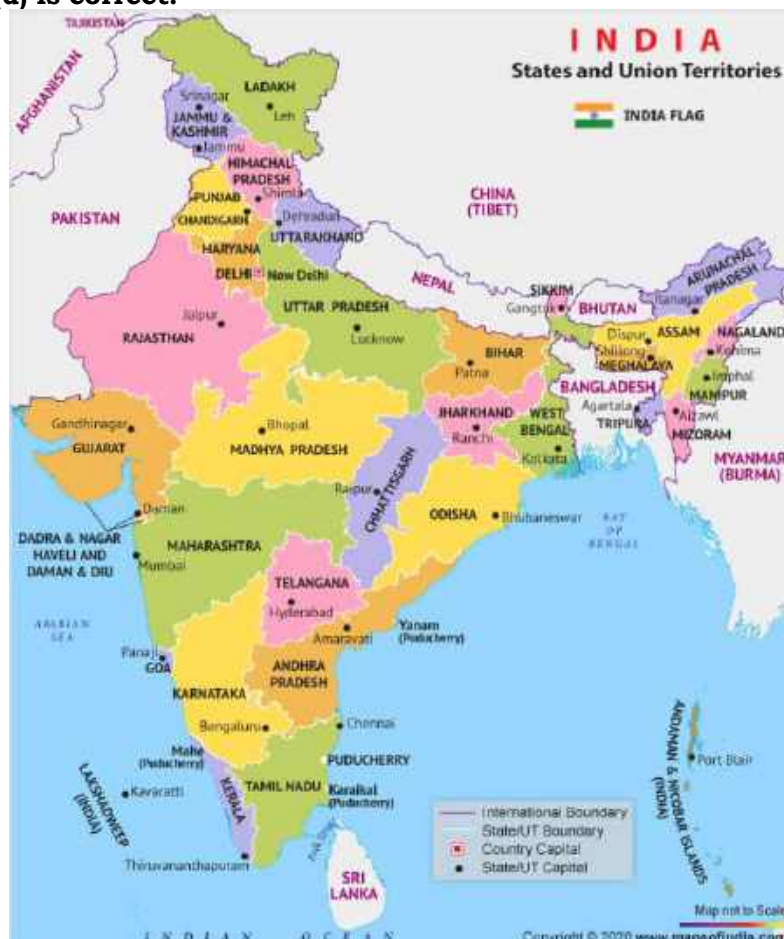 (d) is correct.
TAJIKISTAN
INDIA
States and Union Territories
INDIA FLAG
AFGHANISTAN
LADAKH
Srinagar
Leh
JAMMU &
KASHMIR
Jammu
HIMACHAL
PRADESH
Shimla
PUNJAB
CHANDIGARH
Dehradun
UTTARAKHAND
HARYANA
DELHI
New Delhi
PAKISTAN
CHINA
(TIBET)
NEPAL
SIKKIM
Gangtok
BHUTAN
ARUNACHAL
PRADESH
Itanagar
Dispur
ASSAM
NAGALAND
Kohima
Shillong
MEGHALAYA
Imphal
MANIPUR
BANGLADESH
Agartala
TRIPURA
Aizawl
MIZORAM
MYANMAR
(BURMA)
Jaipur
RAJASTHAN
UTTAR PRADESH
Lucknow
BIHAR
Patna
JHARKHAND
Ranchi
WEST
BENGAL
Kolkata
Gandhinagar
GUJARAT
Bhopal
MADHYA PRADESH
Raipur
CHHATTISGARH
ODISHA
Bhubaneswar
BAY
OF
BENGAL
Daman
DADRA & NAGAR
HAVELI AND
DAMAN & DIU
MAHARASHTRA
Mumbai
TELANGANA
Hyderabad
Amaravati
Yanam
(Puducherry)
ARABIAN
SEA
Panaji
GOA
KARNATAKA
ANDHRA
PRADESH
Bengaluru
Chennai
Mahe
(Puducherry)
PUDUCHERRY
LAKSHADWEEP
(INDIA)
Kavaratti
KERALA
TAMIL NADU
Karaikal
(Puducherry)
Thiruvananthapuram
SRI
LANKA
ANDAMAN & NICOBAR ISLANDS
(INDIA)
Port Blair
International Boundary
State/UT Boundary
Country Capital
State/UT Capital
Map not to Scale
INDIAN OCEAN
Copyright © 2020 www.mapsofindia.com